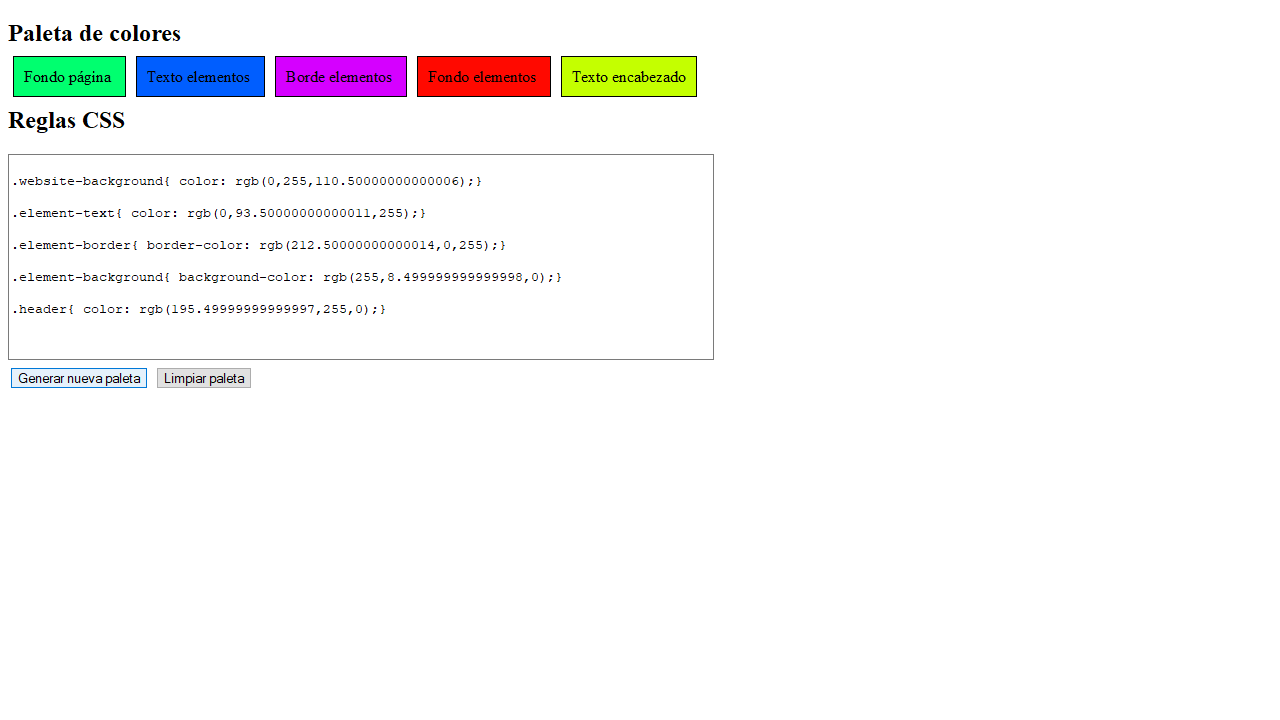 Paleta de colores
Fondo página Texto elementos Borde elementos Fondo elementos Texto encabezado
Reglas CSS
.website-background{ color: rgb(0,255,110.50000000000006);}
.element-text{ color: rgb(0,93.50000000000011,255);}
.element-border{ border-color: rgb(212.50000000000014,0,255);}
.element-background{ background-color: rgb(255,8.499999999999998,0);}
.header{ color: rgb(195.49999999999997,255,0);}
Generar nueva paleta Limpiar paleta